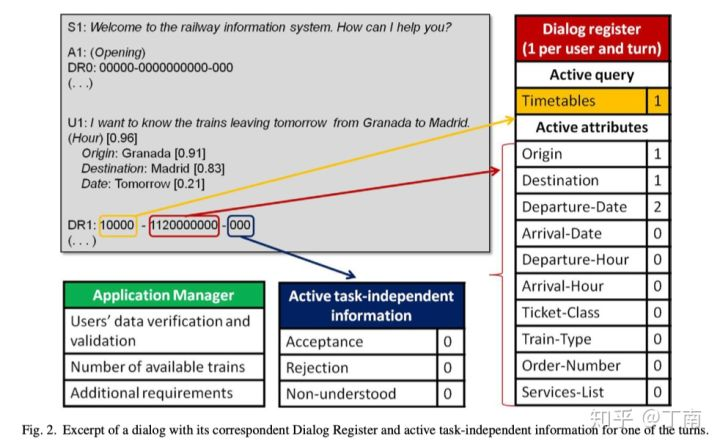 S1: Welcome to the railway information system. How can I help you?
A1: (Opening)
DR0: 00000-0000000000-000
(. . .)
U1: I want to know the trains leaving tomorrow from Granada to Madrid.
(Hour) [0.96]
Origin: Granada [0.91]
Destination: Madrid [0.83]
Date: Tomorrow [0.21]
DR1: 10000 - 1120000000 - 000
(. . .)
Dialog register
(1 per user and turn)
Active query
Timetables 1
Active attributes
Origin 1
Destination 1
Departure-Date 2
Arrival-Date 0
Departure-Hour 0
Arrival-Hour 0
Ticket-Class 0
Train-Type 0
Order-Number 0
Services-List 0
Application Manager
Users' data verification and
validation
Number of available trains
Additional requirements
Active task-independent
information
Acceptance 0
Rejection 0
Non-understood 0
知乎 @丁南
Fig. 2. Excerpt of a dialog with its correspondent Dialog Register and active task-independent information for one of the turns.